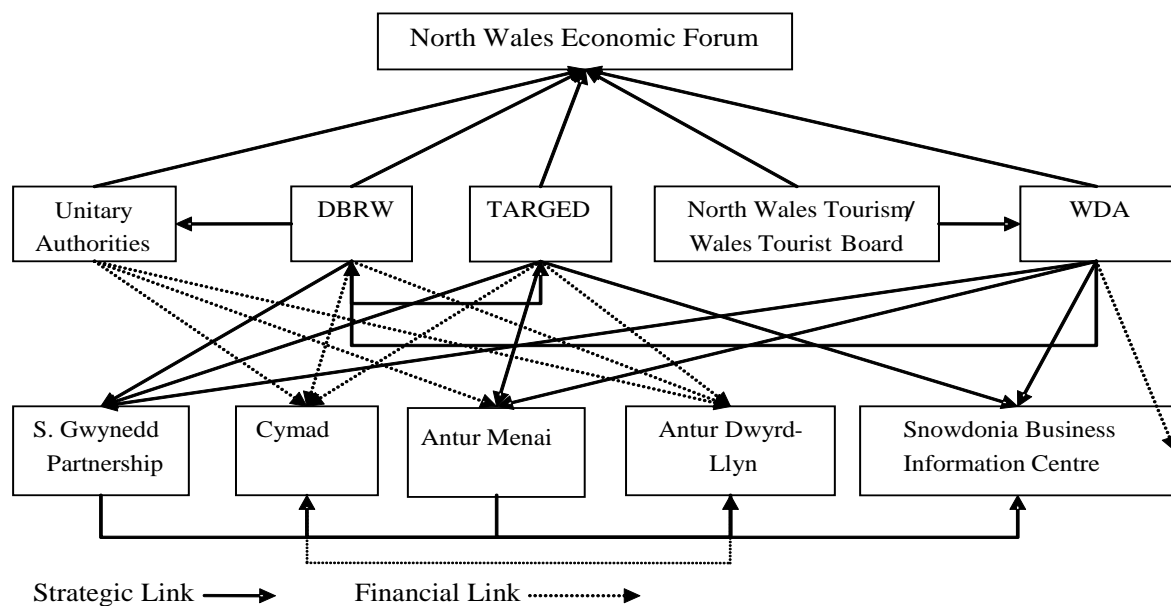 North Wales Economic Forum
Unitary
Authorities
DBRW
TARGED
North Wales Tourism/
Wales Tourist Board
WDA
S. Gwynedd
Partnership
Cymad
Antur Menai
Antur Dwyrd-
Llyn
Snowdonia Business
Information Centre
Strategic Link
Financial Link